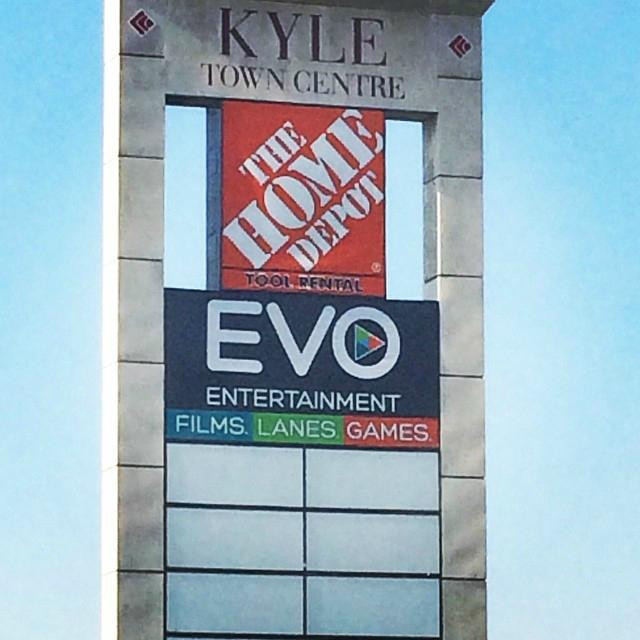 KYLE
TOWN CENTRE
THE
HOME
DEPOT
TOOL RENTAL
EVO
ENTERTAINMENT
FILMS. LANES. GAMES.